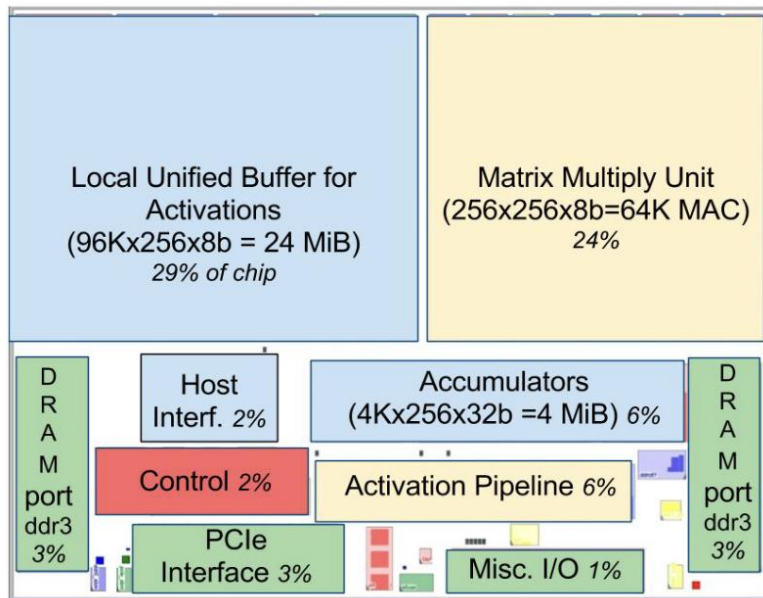 Local Unified Buffer for
Activations
(96Kx256x8b = 24 MiB)
29% of chip
Matrix Multiply Unit
(256x256x8b=64K MAC)
24%
D
R
A
M
port
ddr3
3%
Host
Interf. 2%
Accumulators
(4Kx256x32b =4 MiB) 6%
D
R
A
M
port
ddr3
3%
Control 2%
Activation Pipeline 6%
PCIe
Interface 3%
Misc. I/O 1%